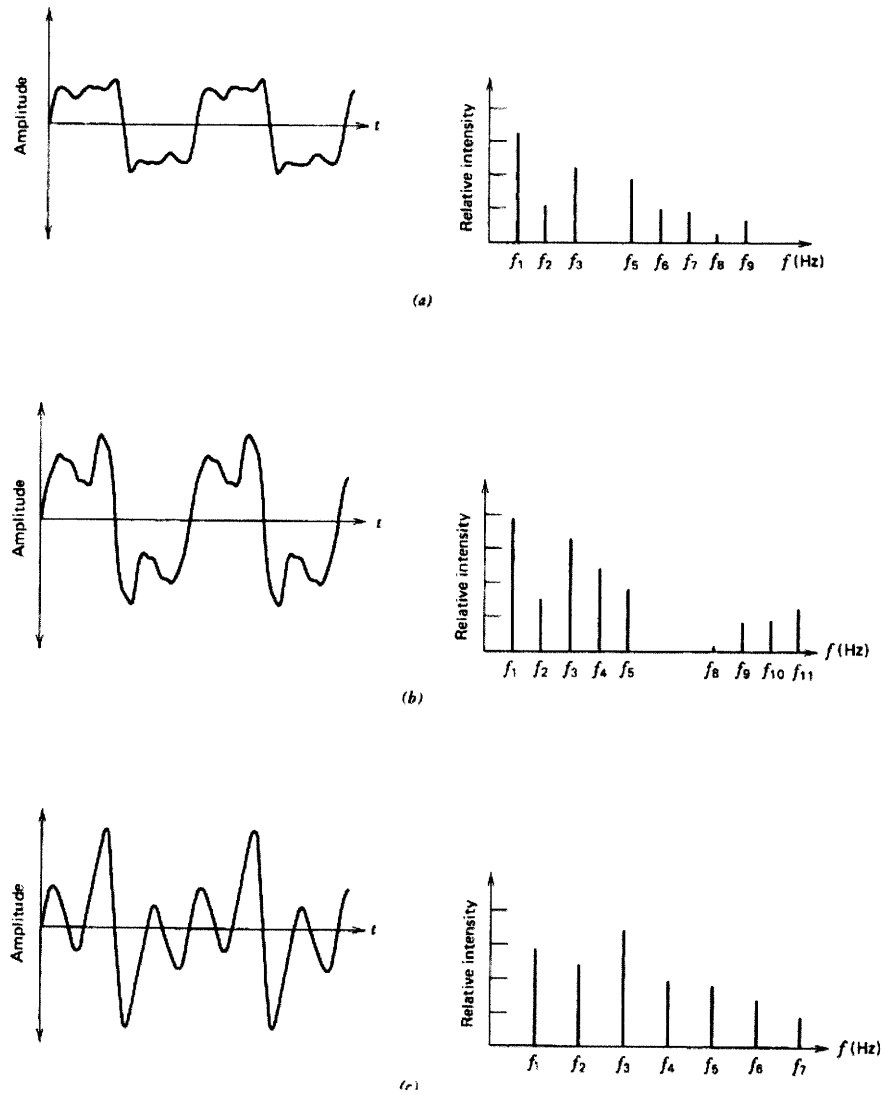 Amplitude
t
Relative intensity
f₁ f₂ f₃ f₅ f₆ f₇ f₈ f₉ f (Hz)
(a)
Amplitude
t
Relative intensity
f₁ f₂ f₃ f₄ f₅ f₈ f₉ f₁₀ f₁₁ f (Hz)
(b)
Amplitude
t
Relative intensity
f₁ f₂ f₃ f₄ f₅ f₆ f₇ f (Hz)
(c)